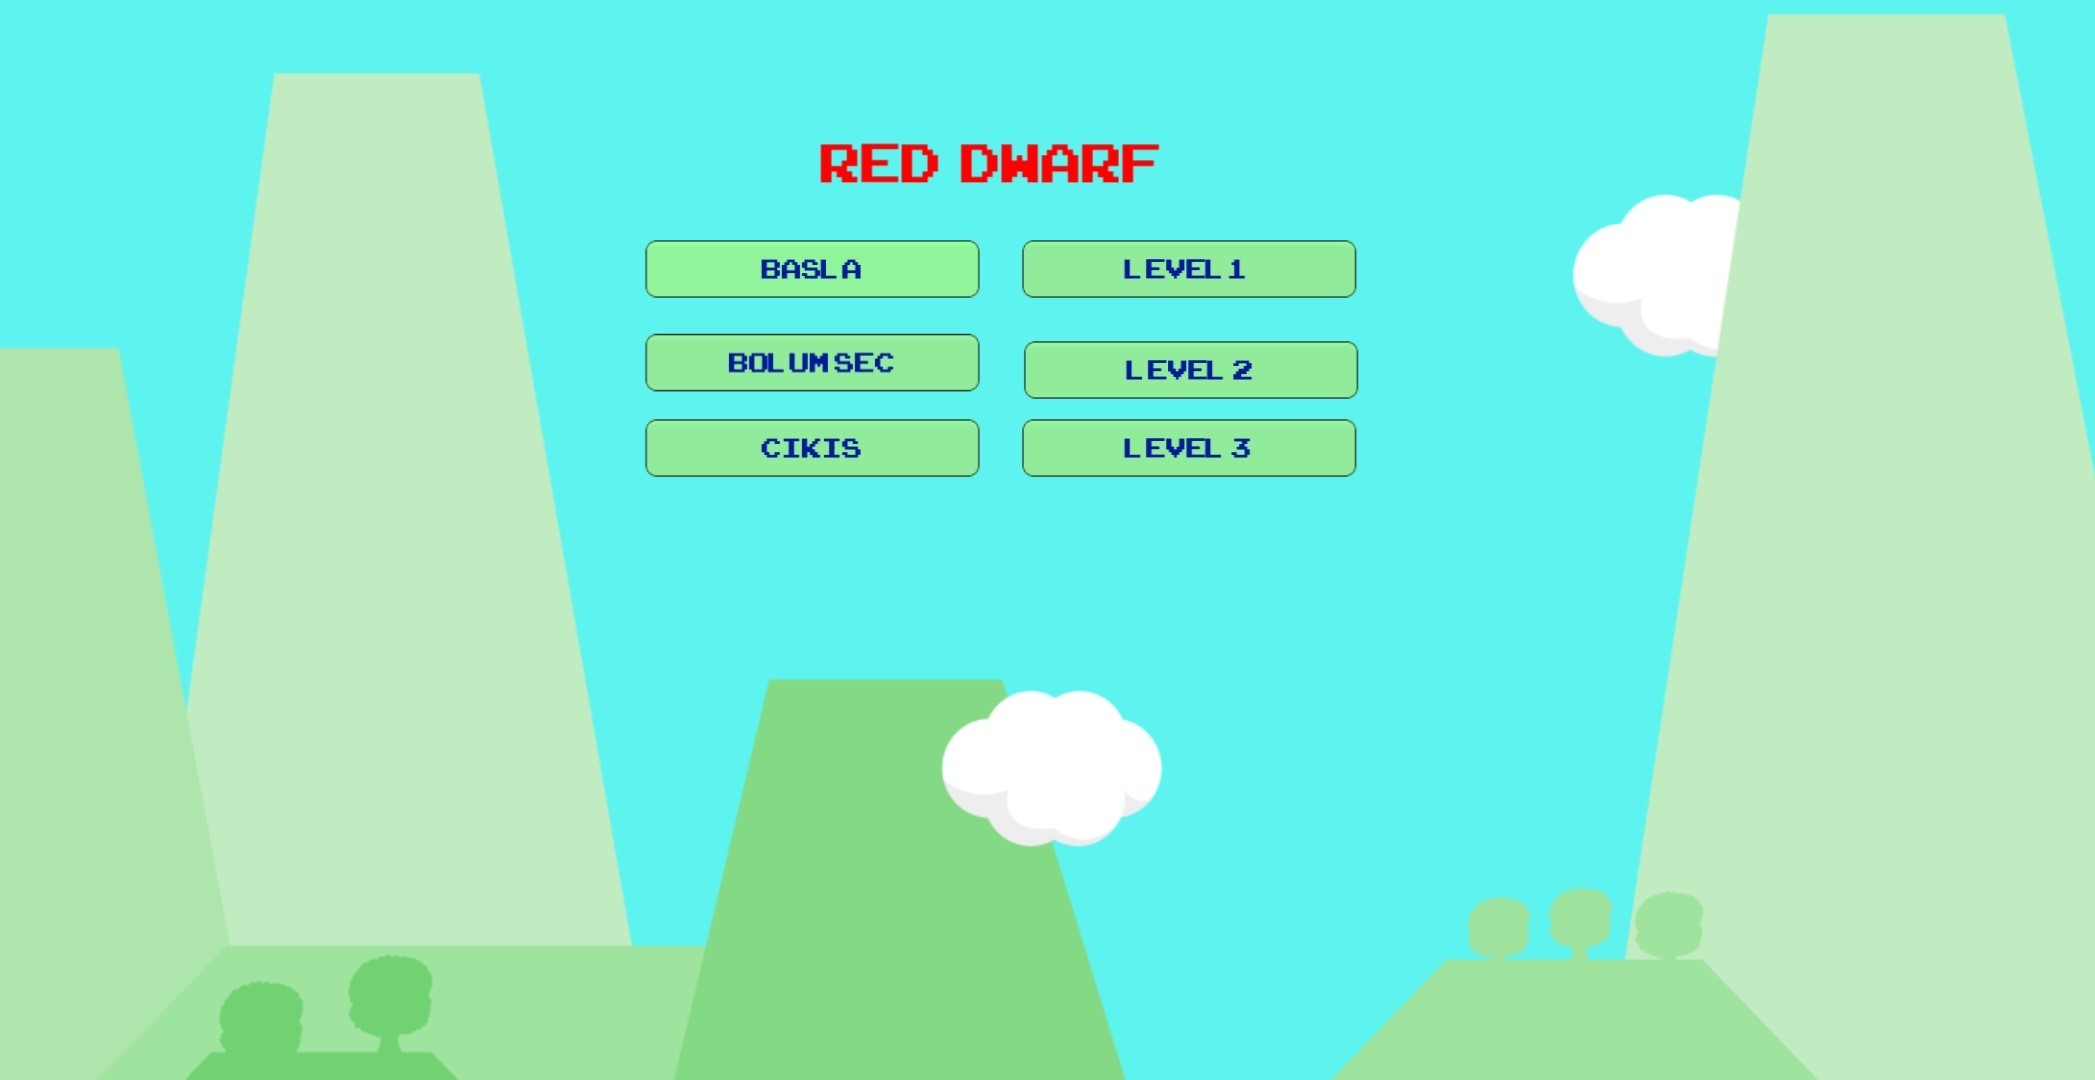 RED DWARF
BASLA
BOLUM SEC
CIKIS
LEVEL 1
LEVEL 2
LEVEL 3